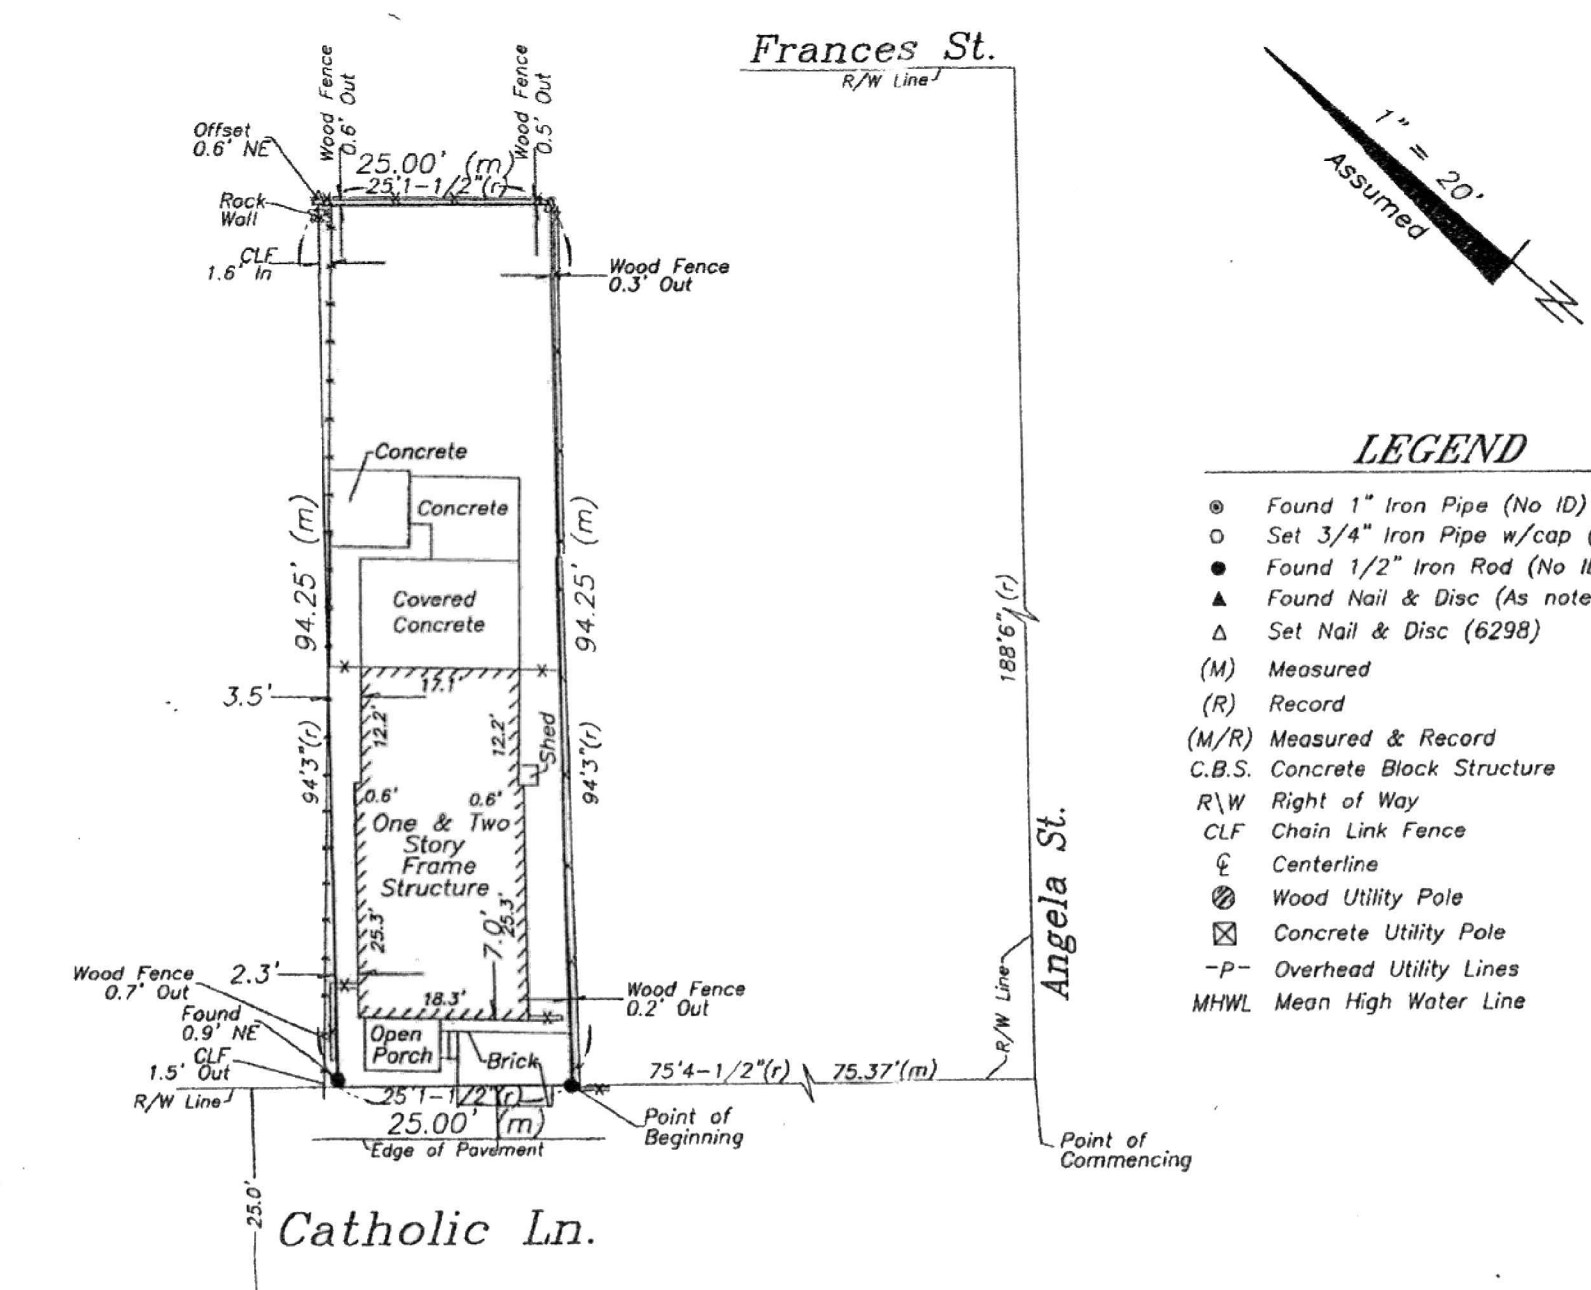 Frances St.
R/W Line
Wood Fence
0.6' Out
Wood Fence
0.5' Out
Offset
0.6' NE
25.00' (m)
25'1-1/2"(r)
Rock
Wall
CLF
1.6' In
Wood Fence
0.3' Out
1" = 20'
Assumed
N
Concrete
Concrete
94.25' (m)
94.25' (m)
Covered
Concrete
17.1'
3.5'
12.2'
12.2'
Shed
94'3"(r)
94'3"(r)
0.6'
0.6'
One & Two
Story
Frame
Structure
25.3'
25.3'
7.0'
Wood Fence
0.7' Out
2.3'
18.3'
Wood Fence
0.2' Out
Found
0.9' NE
CLF
1.5' Out
R/W Line
Open
Porch
Brick
25'1-1/2"(r)
25.00' (m)
75'4-1/2"(r)
75.37'(m)
Point of
Beginning
Edge of Pavement
25.0'
Catholic Ln.
188'6"(r)
Angela St.
R/W Line
Point of
Commencing
LEGEND
Found 1" Iron Pipe (No ID)
Set 3/4" Iron Pipe w/cap (
Found 1/2" Iron Rod (No
Found Nail & Disc (As note
Set Nail & Disc (6298)
(M) Measured
(R) Record
(M/R) Measured & Record
C.B.S. Concrete Block Structure
R\W Right of Way
CLF Chain Link Fence
℄ Centerline
Wood Utility Pole
Concrete Utility Pole
-P- Overhead Utility Lines
MHWL Mean High Water Line